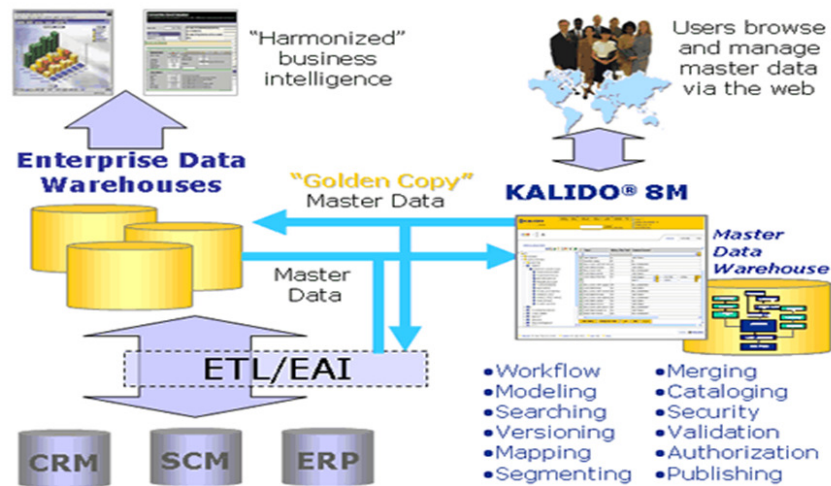 "Harmonized"
business
intelligence
Users browse
and manage
master data
via the web
Enterprise Data
Warehouses
"Golden Copy"
Master Data
KALIDO® 8M
Master
Data
Warehouse
Master
Data
ETL/EAI
CRM
SCM
ERP
•Workflow
•Modeling
•Searching
•Versioning
•Mapping
•Segmenting
•Merging
•Cataloging
•Security
•Validation
•Authorization
•Publishing